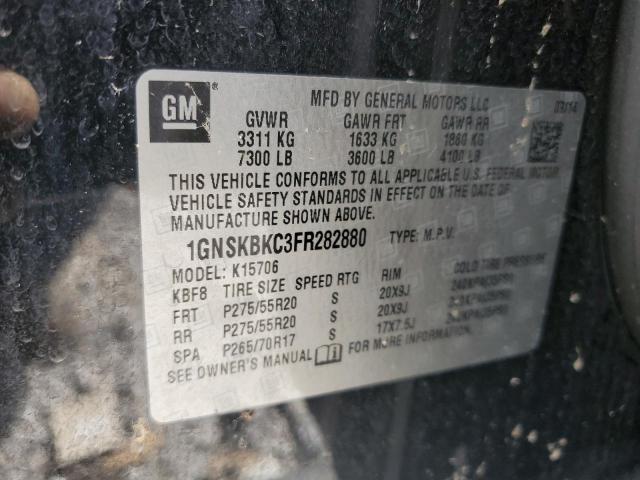 GM ®
MFD BY GENERAL MOTORS LLC 03/14
GVWR GAWR FRT GAWR RR
3311 KG 1633 KG 1860 KG
7300 LB 3600 LB 4100 LB
THIS VEHICLE CONFORMS TO ALL APPLICABLE U.S. FEDERAL MOTOR
VEHICLE SAFETY STANDARDS IN EFFECT ON THE DATE OF
MANUFACTURE SHOWN ABOVE.
1GNSKBKC3FR282880 TYPE: M.P.V.
MODEL: K15706
KBF8 TIRE SIZE SPEED RTG RIM COLD TIRE PRESSURE
FRT P275/55R20 S 20X9J
RR P275/55R20 S 20X9J
SPA P265/70R17 S 17X7.5J
SEE OWNER'S MANUAL FOR MORE INFORMATION.